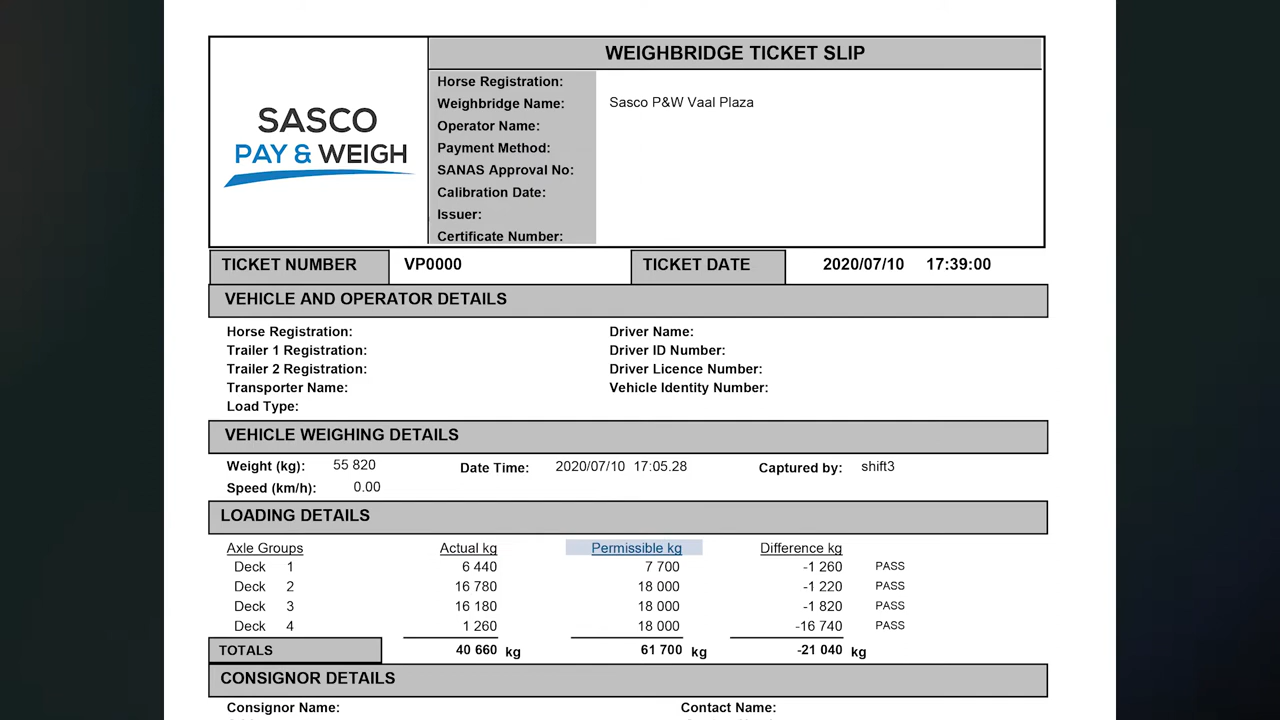 SASCO
PAY & WEIGH
WEIGHBRIDGE TICKET SLIP
Horse Registration:
Weighbridge Name: Sasco P&W Vaal Plaza
Operator Name:
Payment Method:
SANAS Approval No:
Calibration Date:
Issuer:
Certificate Number:
TICKET NUMBER VP0000 TICKET DATE 2020/07/10 17:39:00
VEHICLE AND OPERATOR DETAILS
Horse Registration: Driver Name:
Trailer 1 Registration: Driver ID Number:
Trailer 2 Registration: Driver Licence Number:
Transporter Name: Vehicle Identity Number:
Load Type:
VEHICLE WEIGHING DETAILS
Weight (kg): 55 820 Date Time: 2020/07/10 17:05.28 Captured by: shift3
Speed (km/h): 0.00
LOADING DETAILS
Axle Groups Actual kg Permissible kg Difference kg
Deck 1 6 440 7 700 -1 260 PASS
Deck 2 16 780 18 000 -1 220 PASS
Deck 3 16 180 18 000 -1 820 PASS
Deck 4 1 260 18 000 -16 740 PASS
TOTALS 40 660 kg 61 700 kg -21 040 kg
CONSIGNOR DETAILS
Consignor Name: Contact Name: